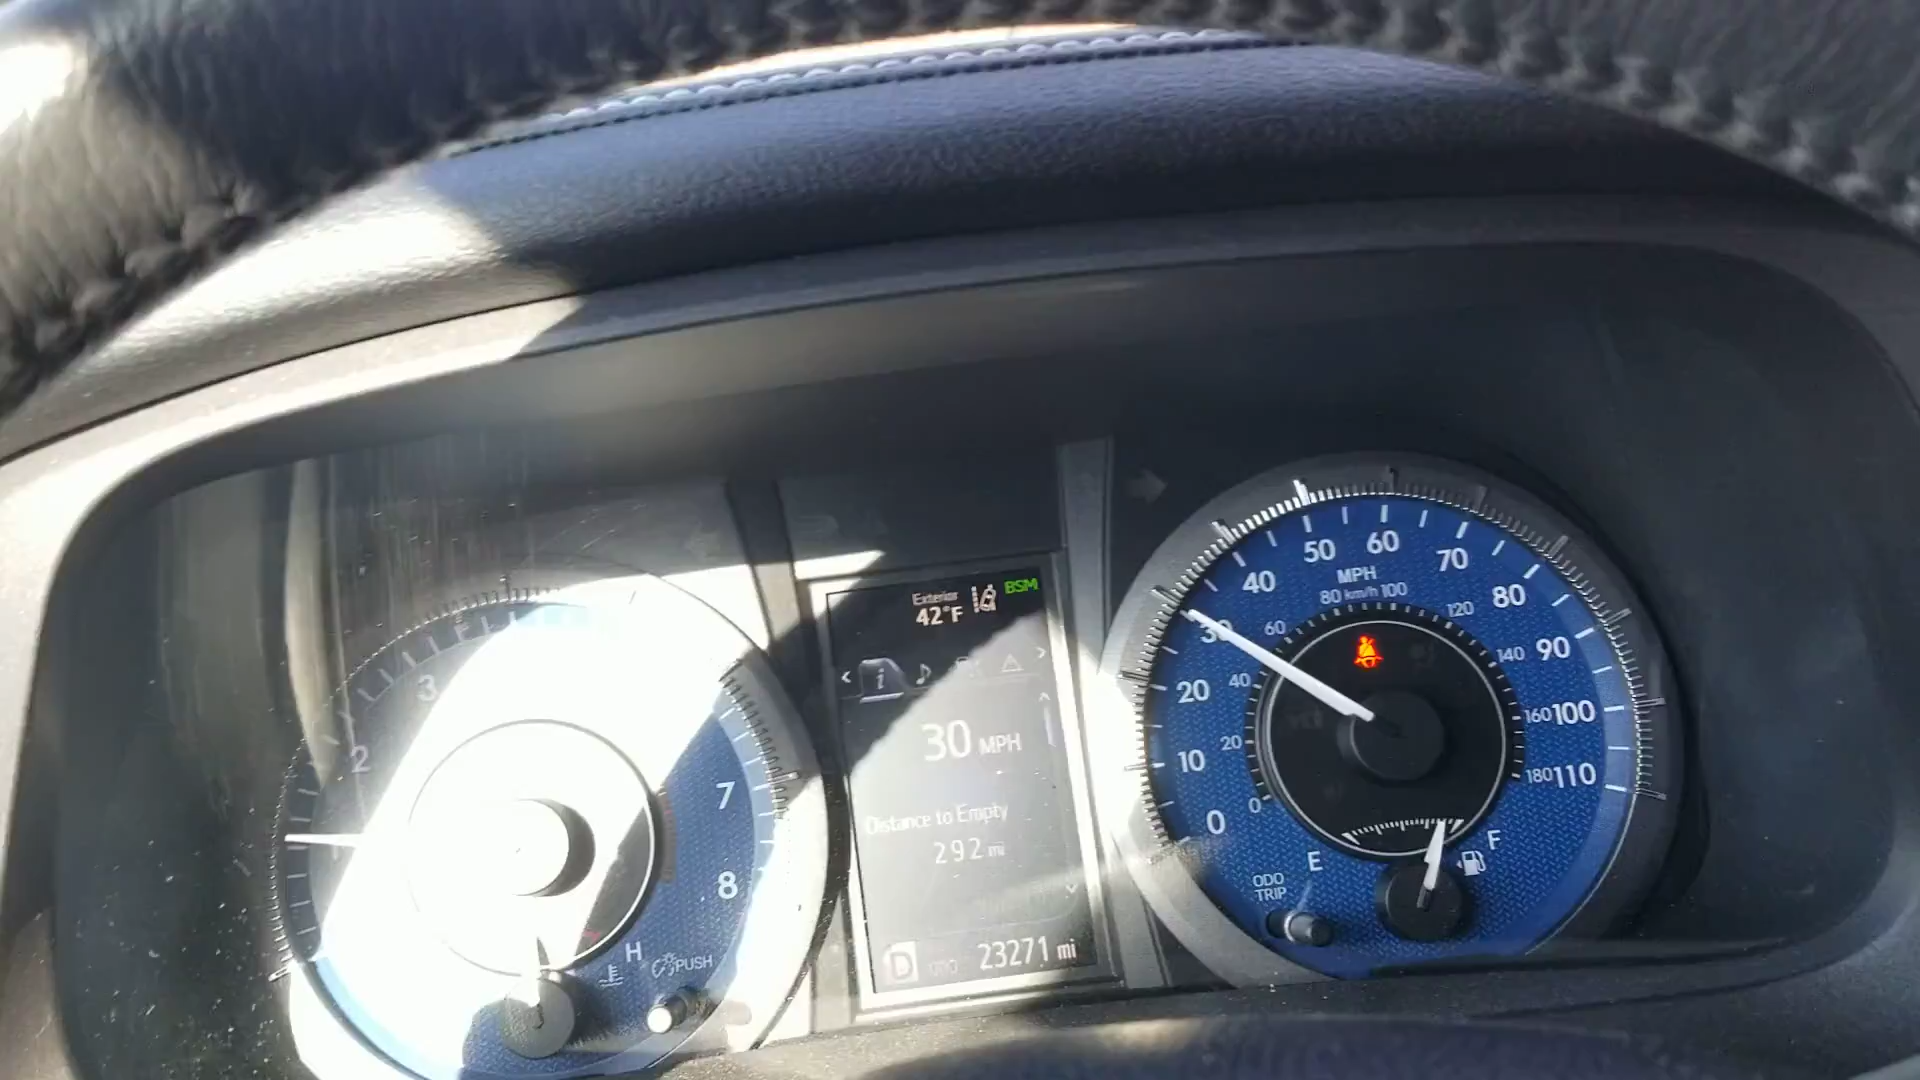 Exterior
42°F
BSM
30 MPH
Distance to Empty
292 mi
D
ODO 23271 mi
2
3
7
8
H
PUSH
0
10
20
30
40
50
60
70
80
90
100
110
MPH
km/h
0
20
40
60
80
100
120
140
160
180
E
F
ODO
TRIP